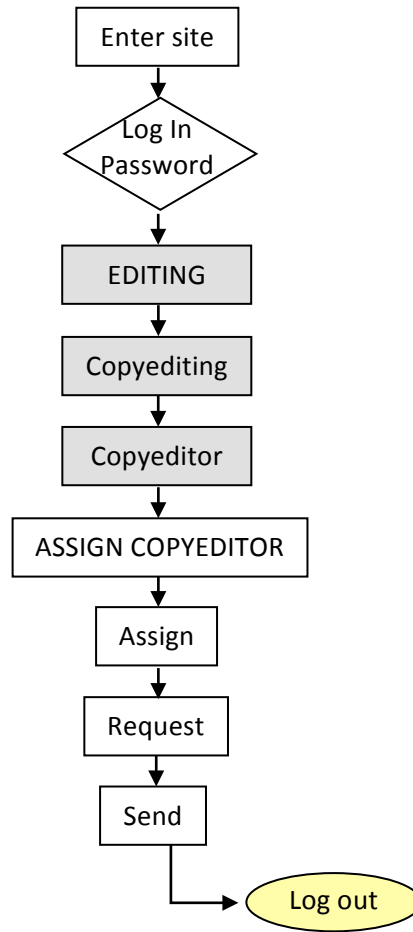 Enter site
Log In
Password
EDITING
Copyediting
Copyeditor
ASSIGN COPYEDITOR
Assign
Request
Send
Log out